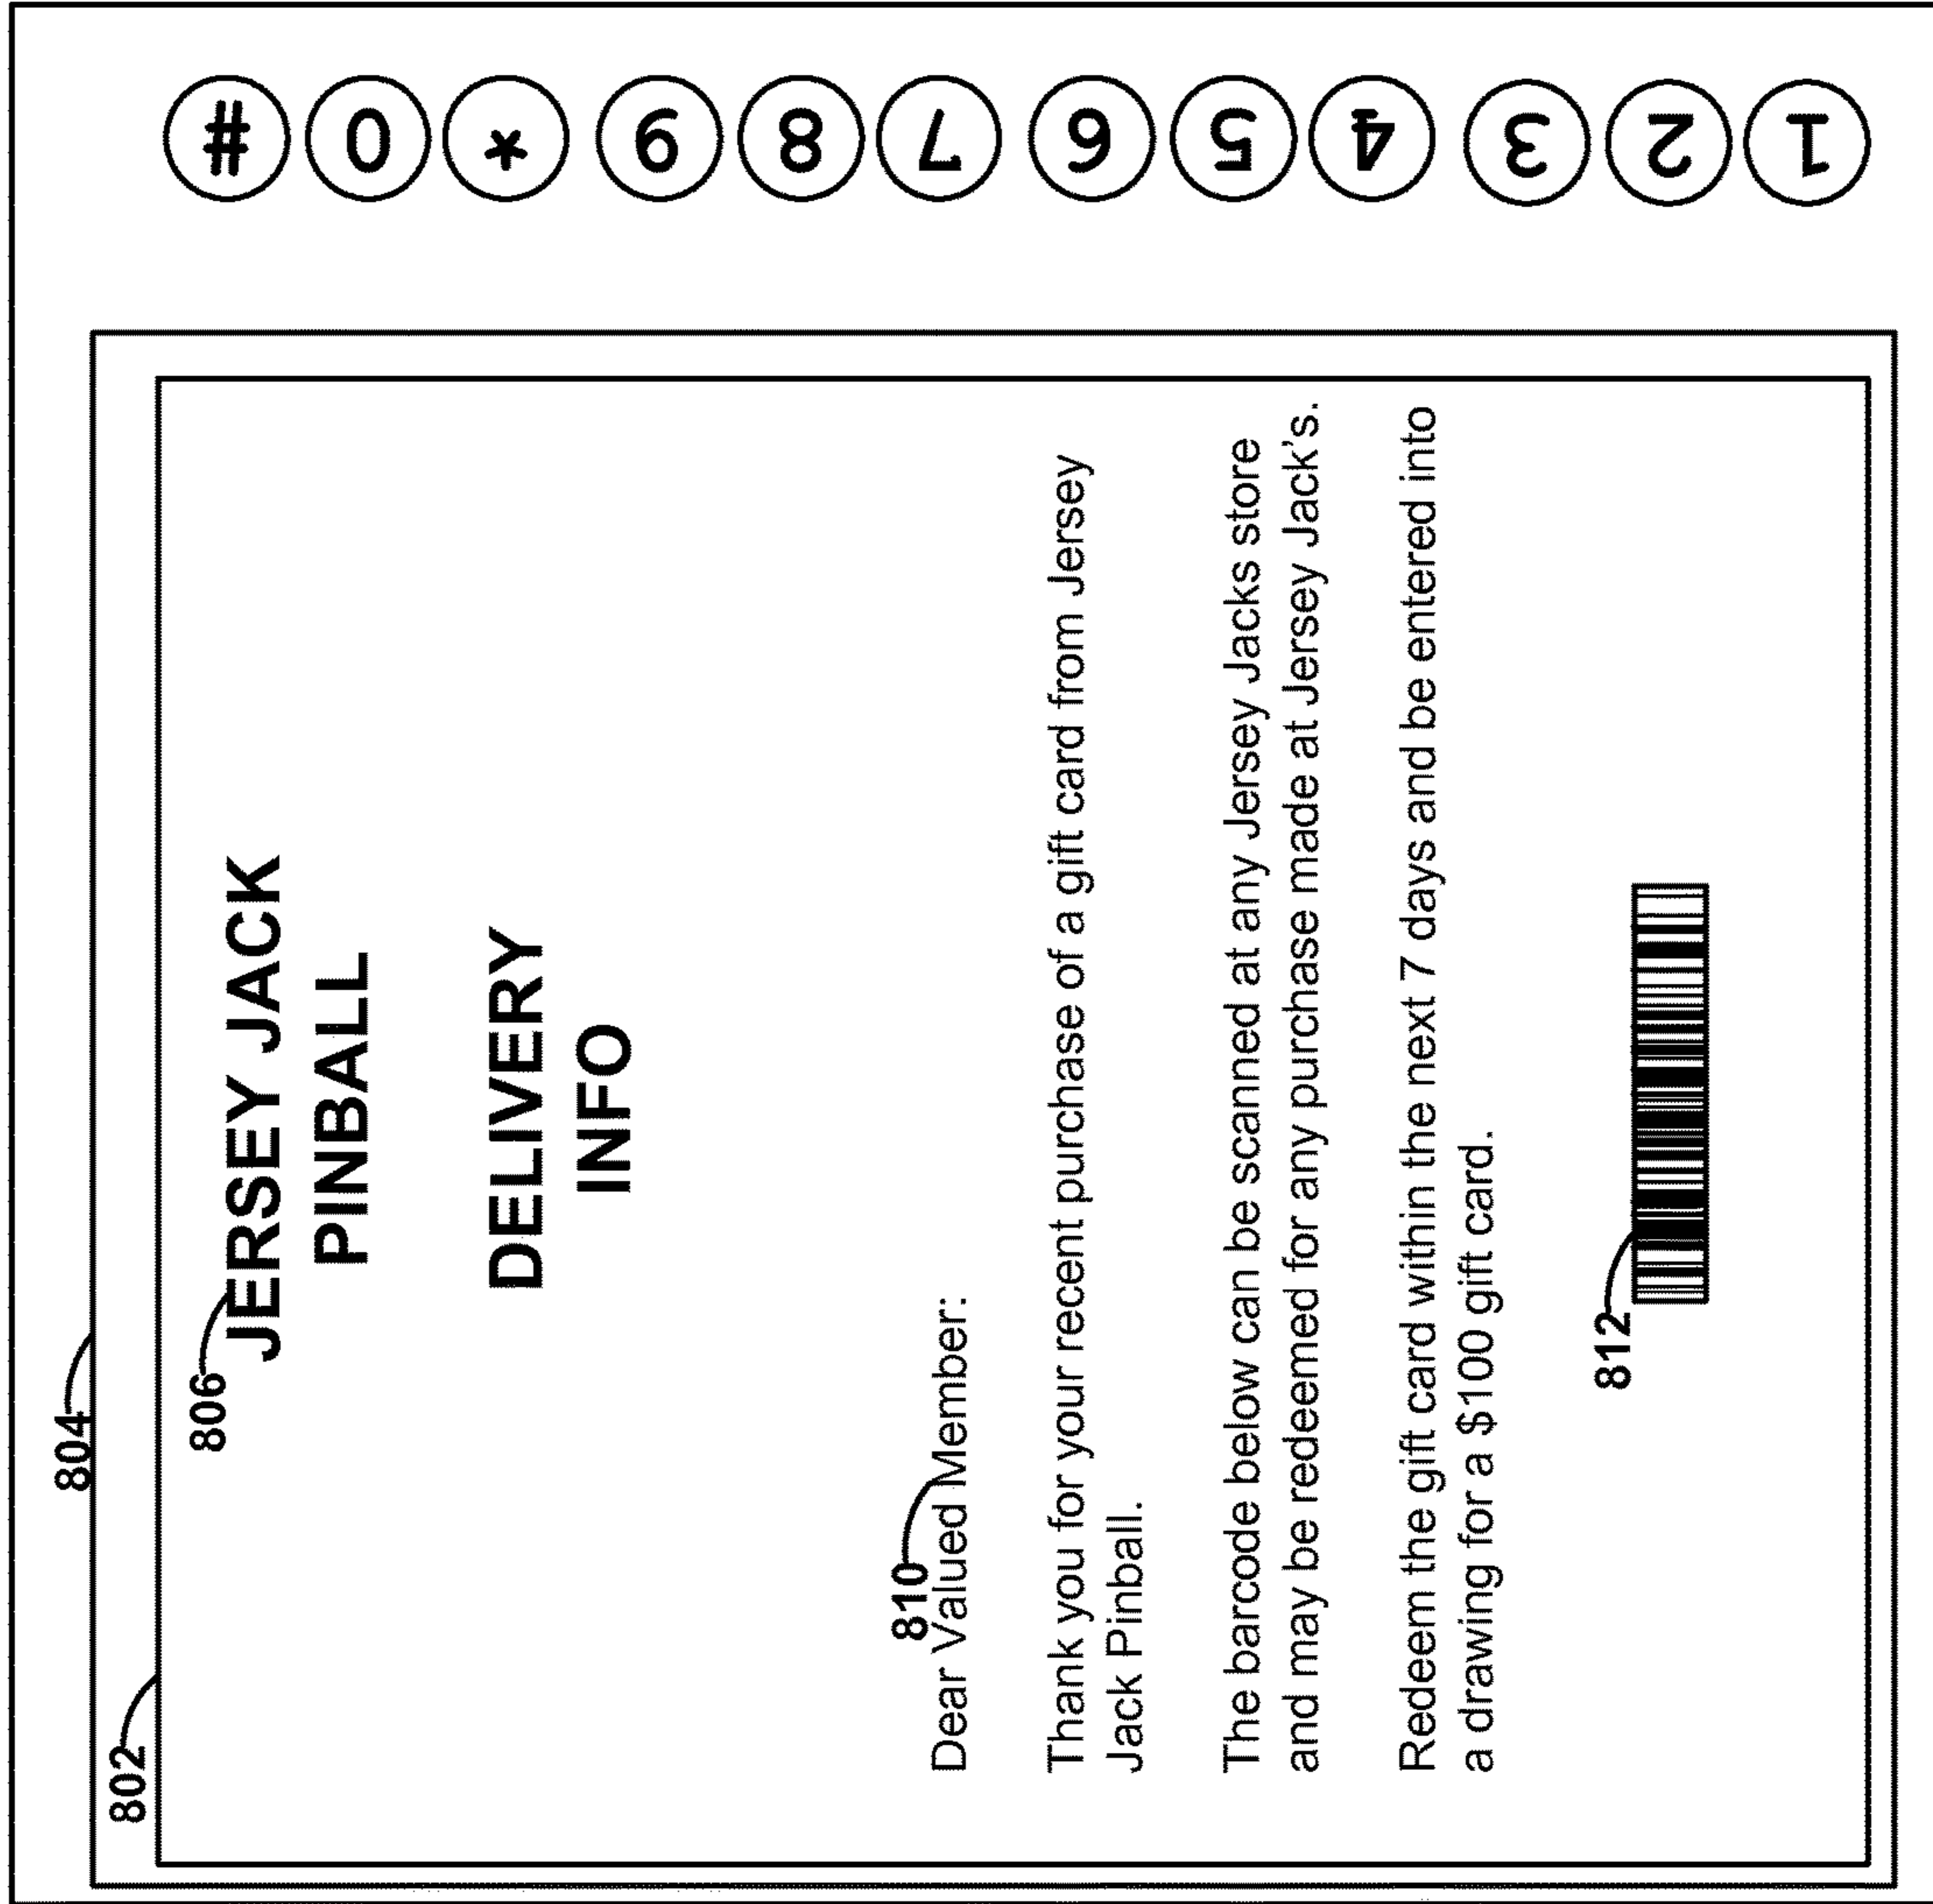 804
802
806
JERSEY JACK
PINBALL
DELIVERY
INFO
810
Dear Valued Member:
Thank you for your recent purchase of a gift card from Jersey
Jack Pinball.
The barcode below can be scanned at any Jersey Jacks store
and may be redeemed for any purchase made at Jersey Jack's.
Redeem the gift card within the next 7 days and be entered into
a drawing for a $100 gift card.
812
1 2 3 4 5 6 7 8 9 * 0 #